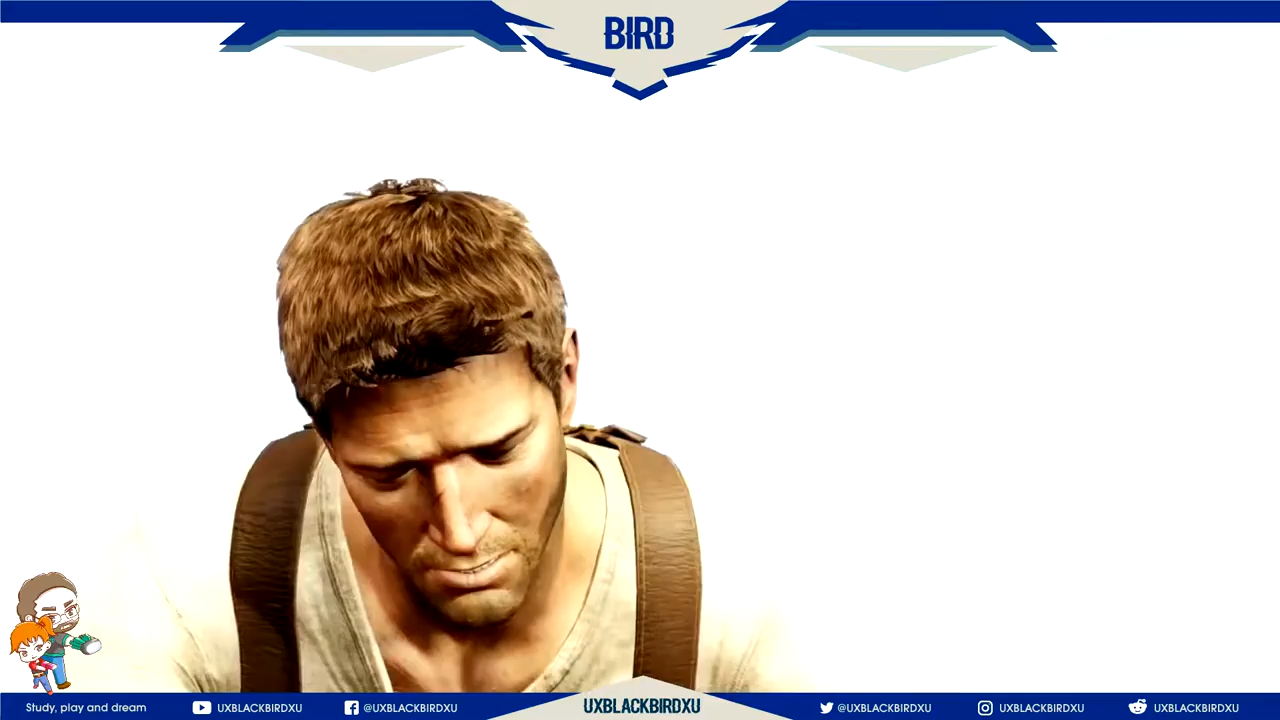 BIRD
Study, play and dream
UXBLACKBIRDXU
@UXBLACKBIRDXU
UXBLACKBIRDXU
@UXBLACKBIRDXU
UXBLACKBIRDXU
UXBLACKBIRDXU